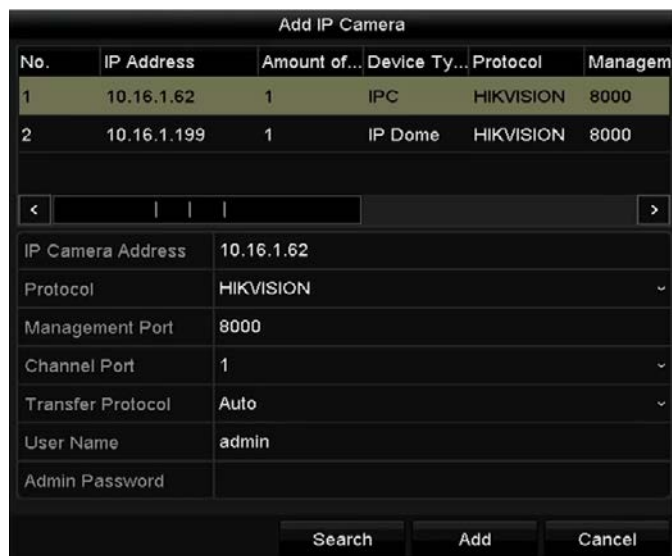 Add IP Camera
No. IP Address Amount of... Device Ty... Protocol Managem
1 10.16.1.62 1 IPC HIKVISION 8000
2 10.16.1.199 1 IP Dome HIKVISION 8000
IP Camera Address 10.16.1.62
Protocol HIKVISION
Management Port 8000
Channel Port 1
Transfer Protocol Auto
User Name admin
Admin Password
Search Add Cancel